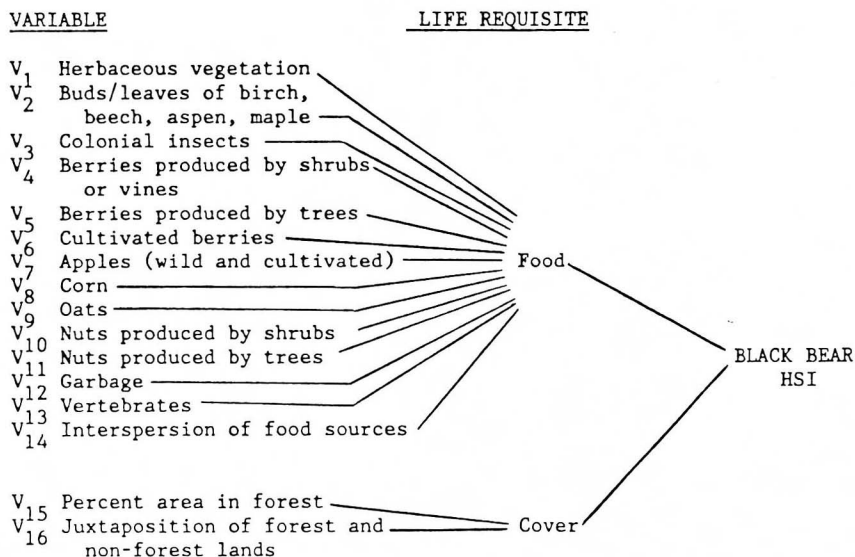 VARIABLE LIFE REQUISITE
V1 Herbaceous vegetation
V2 Buds/leaves of birch,
beech, aspen, maple
V3 Colonial insects
V4 Berries produced by shrubs
or vines
V5 Berries produced by trees
V6 Cultivated berries
V7 Apples (wild and cultivated) Food
V8 Corn
V9 Oats
V10 Nuts produced by shrubs
V11 Nuts produced by trees
V12 Garbage
V13 Vertebrates
V14 Interspersion of food sources
BLACK BEAR
HSI
V15 Percent area in forest
V16 Juxtaposition of forest and Cover
non-forest lands